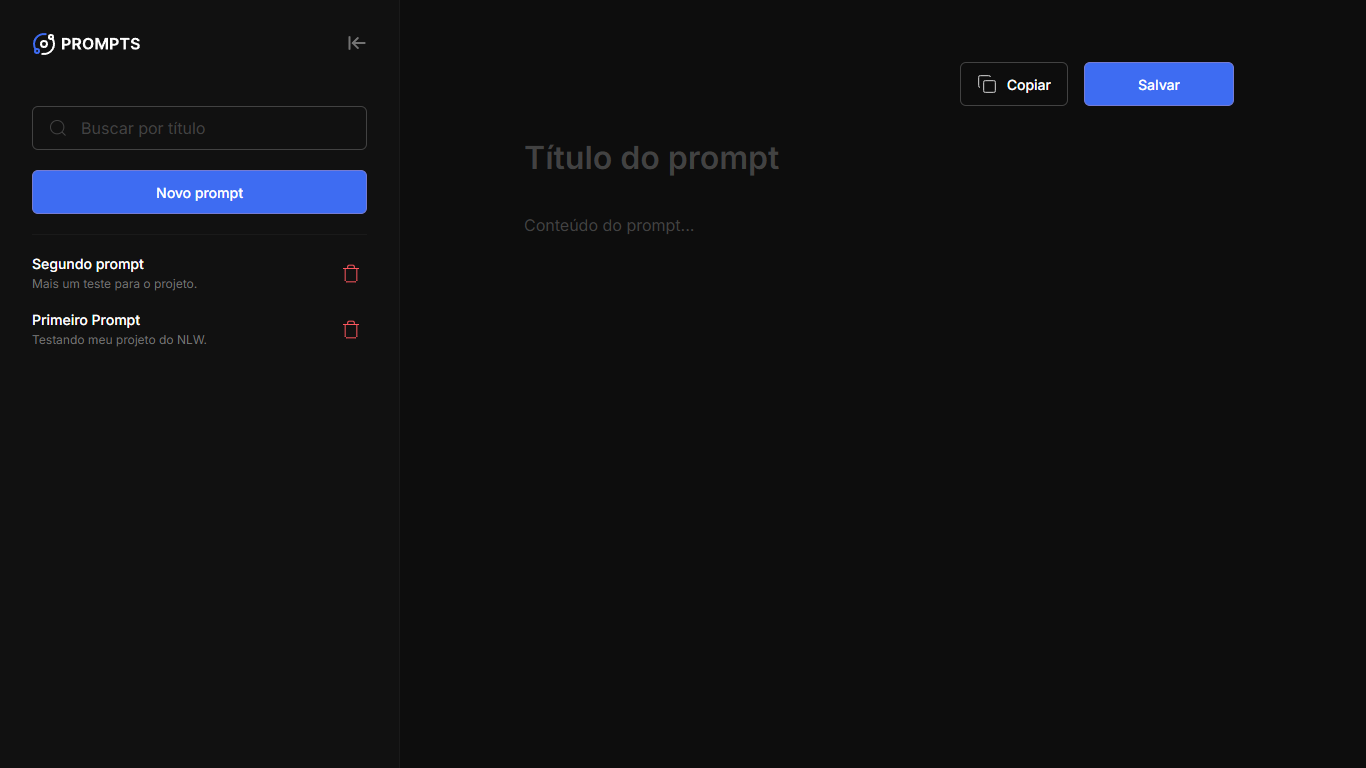 PROMPTS
Buscar por título
Novo prompt
Segundo prompt
Mais um teste para o projeto.
Primeiro Prompt
Testando meu projeto do NLW.
Copiar
Salvar
Título do prompt
Conteúdo do prompt...